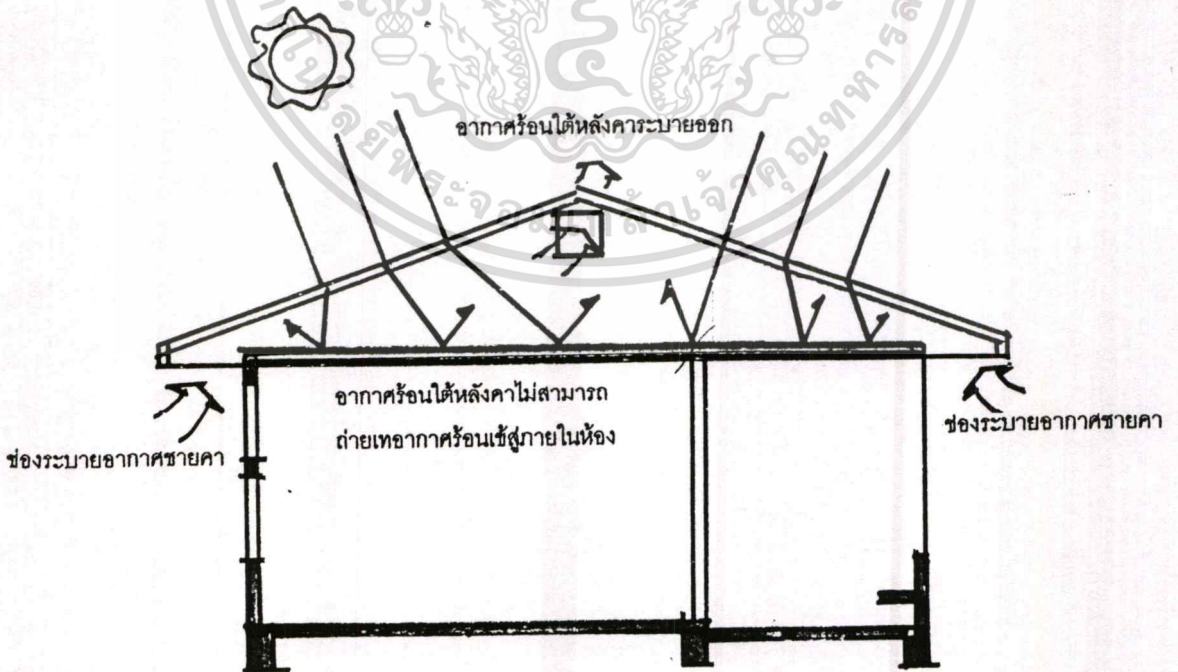 อากาศร้อนใต้หลังคาระบายออก
อากาศร้อนใต้หลังคาไม่สามารถ
ถ่ายเทอากาศร้อนเข้สู่ภายในห้อง
ช่องระบายอากาศชายคา
ช่องระบายอากาศชายคา